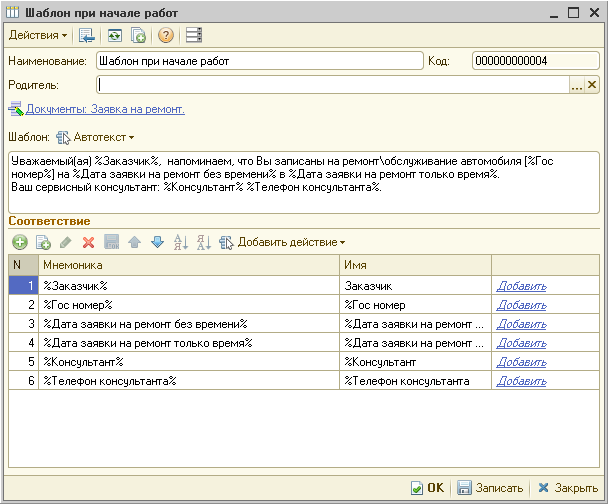 Шаблон при начале работ
Действия
Наименование: Шаблон при начале работ Код: 000000000004
Родитель: ... ×
Документы: Заявка на ремонт.
Шаблон: Автотекст
Уважаемый(ая) %Заказчик%, напоминаем, что Вы записаны на ремонт\обслуживание автомобиля [%Гос
номер%] на %Дата заявки на ремонт без времени% в %Дата заявки на ремонт только время%.
Ваш сервисный консультант: %Консультант% %Телефон консультанта%.
Соответствие
Добавить действие
N Мнемоника Имя
1 %Заказчик% Заказчик Добавить
2 %Гос номер% %Гос номер Добавить
3 %Дата заявки на ремонт без времени% %Дата заявки на ремонт ... Добавить
4 %Дата заявки на ремонт только время% %Дата заявки на ремонт ... Добавить
5 %Консультант% %Консультант Добавить
6 %Телефон консультанта% %Телефон консультанта Добавить
OK Записать Закрыть